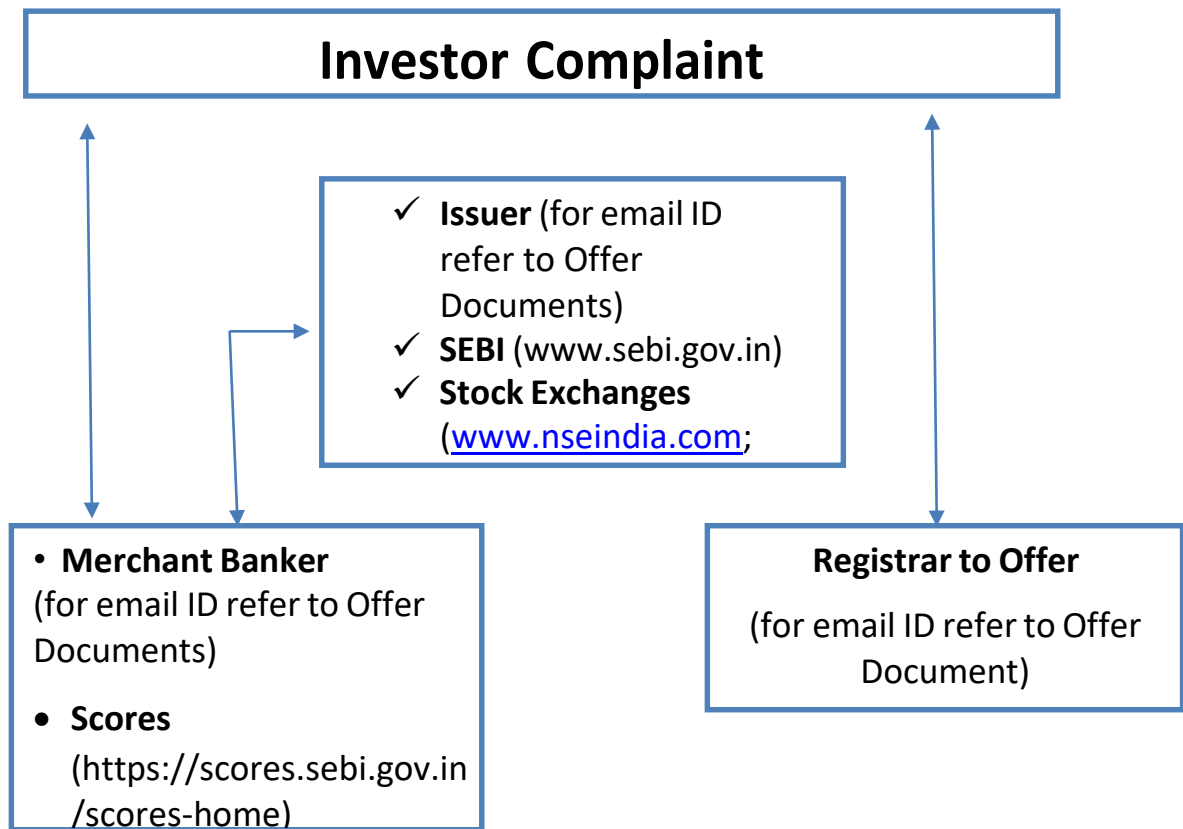 Investor Complaint
✓ Issuer (for email ID
refer to Offer
Documents)
✓ SEBI (www.sebi.gov.in)
✓ Stock Exchanges
(www.nseindia.com;
• Merchant Banker
(for email ID refer to Offer
Documents)
• Scores
(https://scores.sebi.gov.in
/scores-home)
Registrar to Offer
(for email ID refer to Offer
Document)